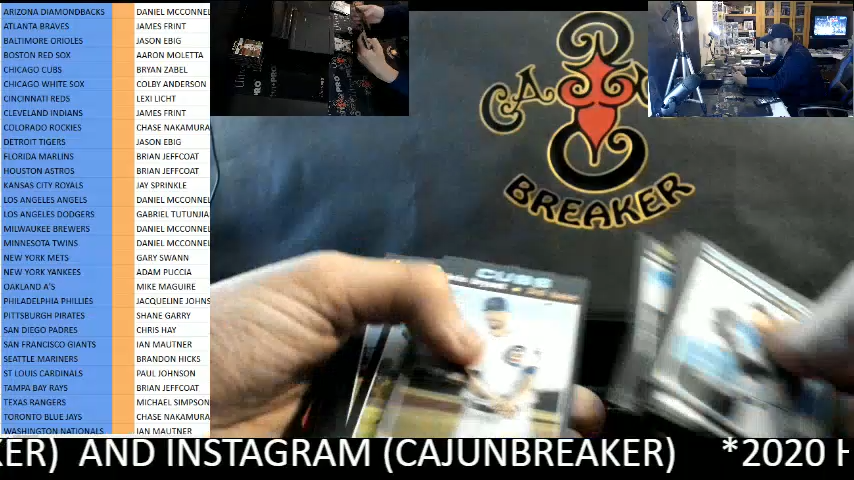 ARIZONA DIAMONDBACKS DANIEL MCCONNEL
ATLANTA BRAVES JAMES FRINT
BALTIMORE ORIOLES JASON EBIG
BOSTON RED SOX AARON MOLETTA
CHICAGO CUBS BRYAN ZABEL
CHICAGO WHITE SOX COLBY ANDERSON
CINCINNATI REDS LEXI LICHT
CLEVELAND INDIANS JAMES FRINT
COLORADO ROCKIES CHASE NAKAMURA
DETROIT TIGERS JASON EBIG
FLORIDA MARLINS BRIAN JEFFCOAT
HOUSTON ASTROS BRIAN JEFFCOAT
KANSAS CITY ROYALS JAY SPRINKLE
LOS ANGELES ANGELS DANIEL MCCONNEL
LOS ANGELES DODGERS GABRIEL TUTUNJIA
MILWAUKEE BREWERS DANIEL MCCONNEL
MINNESOTA TWINS DANIEL MCCONNEL
NEW YORK METS GARY SWANN
NEW YORK YANKEES ADAM PUCCIA
OAKLAND A'S MIKE MAGUIRE
PHILADELPHIA PHILLIES JACQUELINE JOHNS
PITTSBURGH PIRATES SHANE GARRY
SAN DIEGO PADRES CHRIS HAY
SAN FRANCISCO GIANTS IAN MAUTNER
SEATTLE MARINERS BRANDON HICKS
ST LOUIS CARDINALS PAUL JOHNSON
TAMPA BAY RAYS BRIAN JEFFCOAT
TEXAS RANGERS MICHAEL SIMPSON
TORONTO BLUE JAYS CHASE NAKAMURA
WASHINGTON NATIONALS IAN MAUTNER
BREAKER
CUBS
KER) AND INSTAGRAM (CAJUNBREAKER) *2020 H